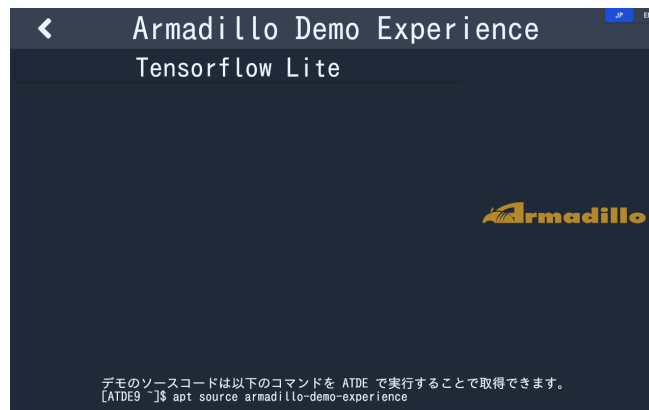 Armadillo Demo Experience
JP
Tensorflow Lite
Armadillo
デモのソースコードは以下のコマンドを ATDE で実行することで取得できます。
[ATDE9 ~]$ apt source armadillo-demo-experience